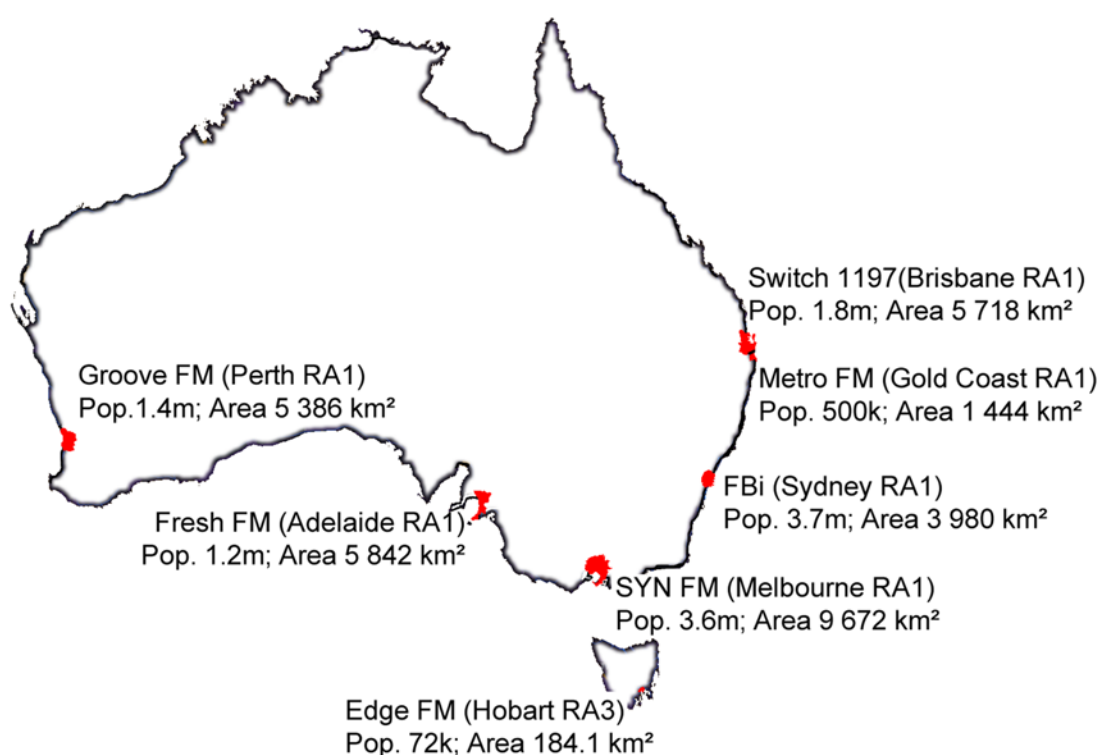 Switch 1197(Brisbane RA1)
Pop. 1.8m; Area 5 718 km²
Groove FM (Perth RA1)
Pop.1.4m; Area 5 386 km²
Metro FM (Gold Coast RA1)
Pop. 500k; Area 1 444 km²
FBi (Sydney RA1)
Pop. 3.7m; Area 3 980 km²
Fresh FM (Adelaide RA1)
Pop. 1.2m; Area 5 842 km²
SYN FM (Melbourne RA1)
Pop. 3.6m; Area 9 672 km²
Edge FM (Hobart RA3)
Pop. 72k; Area 184.1 km²